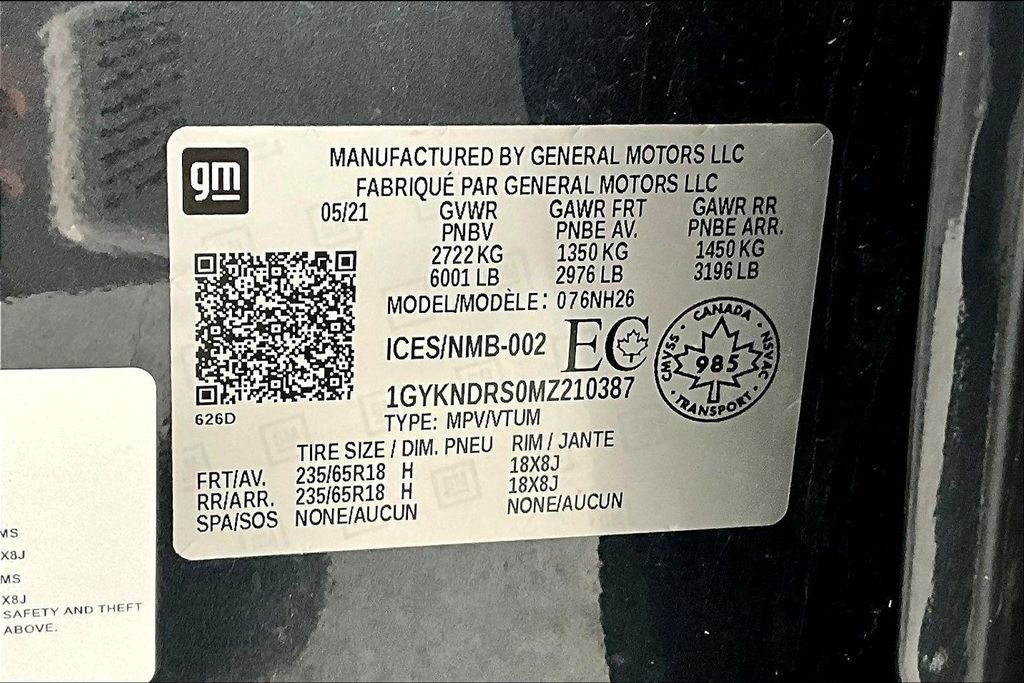 gm
MANUFACTURED BY GENERAL MOTORS LLC
FABRIQUÉ PAR GENERAL MOTORS LLC
05/21 GVWR GAWR FRT GAWR RR
PNBV PNBE AV. PNBE ARR.
2722 KG 1350 KG 1450 KG
6001 LB 2976 LB 3196 LB
MODEL/MODÈLE: 076NH26
ICES/NMB-002 EC
CANADA
CMVSS · NSVAC
985
TRANSPORT
1GYKNDRS0MZ210387
626D
TYPE: MPV/VTUM
TIRE SIZE / DIM. PNEU RIM / JANTE
FRT/AV. 235/65R18 H 18X8J
RR/ARR. 235/65R18 H 18X8J
SPA/SOS NONE/AUCUN NONE/AUCUN
MS
X8J
MS
X8J
SAFETY AND THEFT
ABOVE.